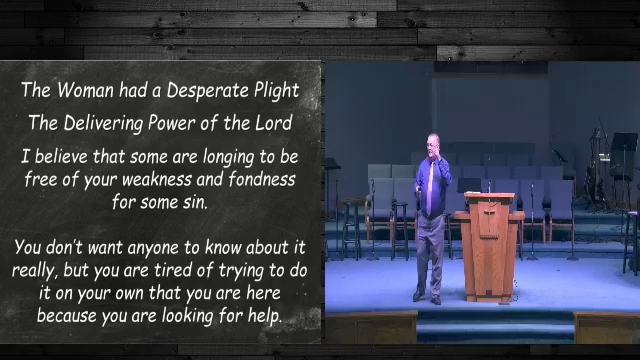 The Woman had a Desperate Plight
The Delivering Power of the Lord
I believe that some are longing to be
free of your weakness and fondness
for some sin.
You don't want anyone to know about it
really, but you are tired of trying to do
it on your own that you are here
because you are looking for help.